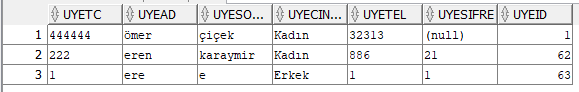 UYETC UYEAD UYESO... UYECIN... UYETEL UYESIFRE UYEID
1 444444 ömer çiçek Kadın 32313 (null) 1
2 222 eren karaymir Kadın 886 21 62
3 1 ere e Erkek 1 1 63